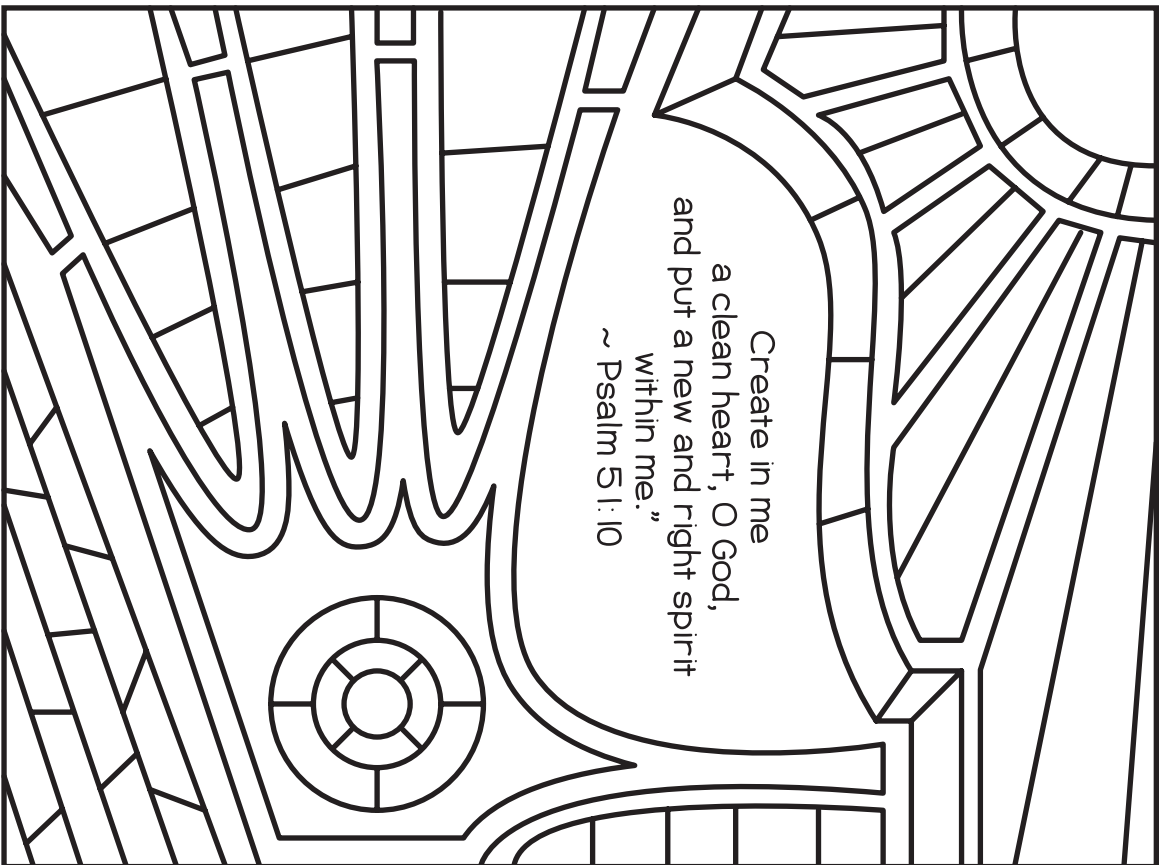 Create in me
a clean heart, O God,
and put a new and right spirit
within me.”
~ Psalm 51:10